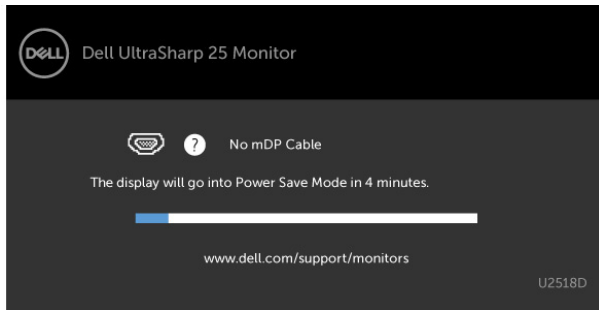 DELL
Dell UltraSharp 25 Monitor
? No mDP Cable
The display will go into Power Save Mode in 4 minutes.
www.dell.com/support/monitors
U2518D